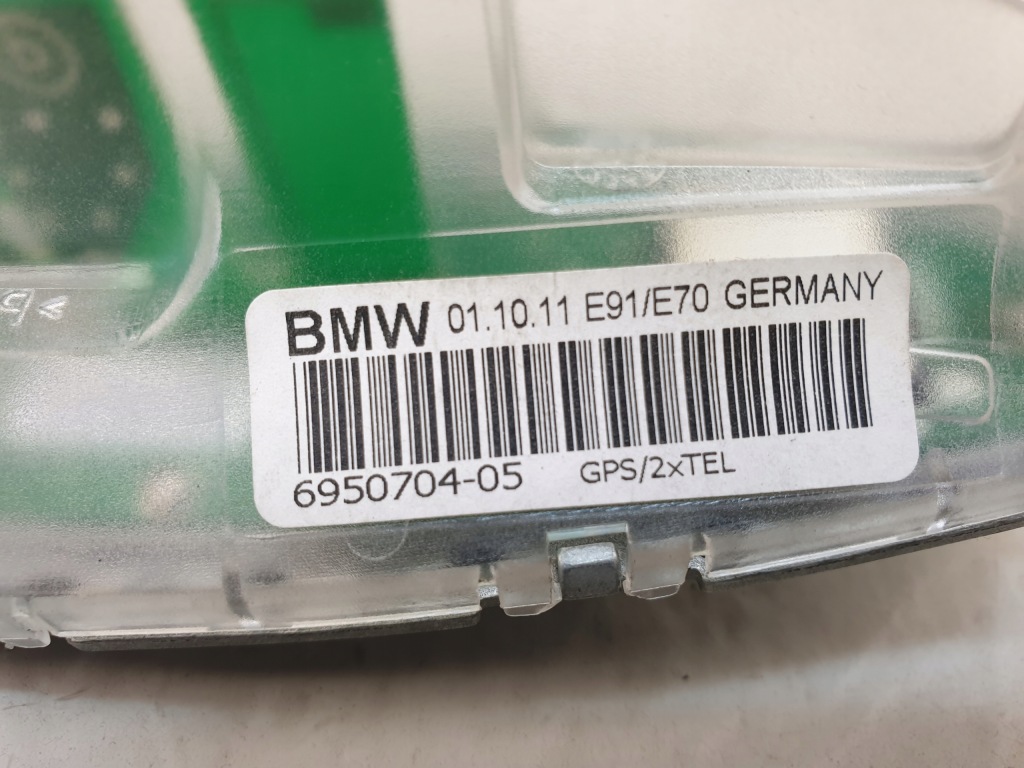 BMW 01.10.11 E91/E70 GERMANY
6950704-05 GPS/2xTEL